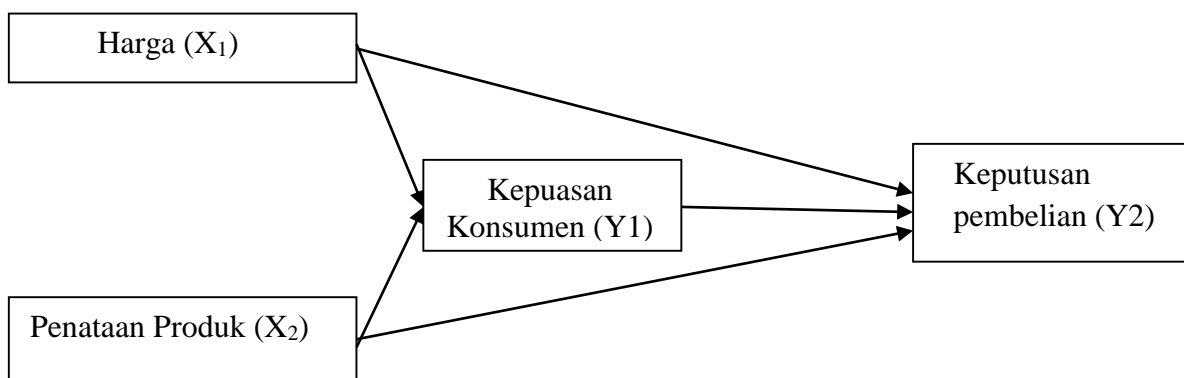 Harga (X₁)
Kepuasan
Konsumen (Y1)
Keputusan
pembelian (Y2)
Penataan Produk (X₂)